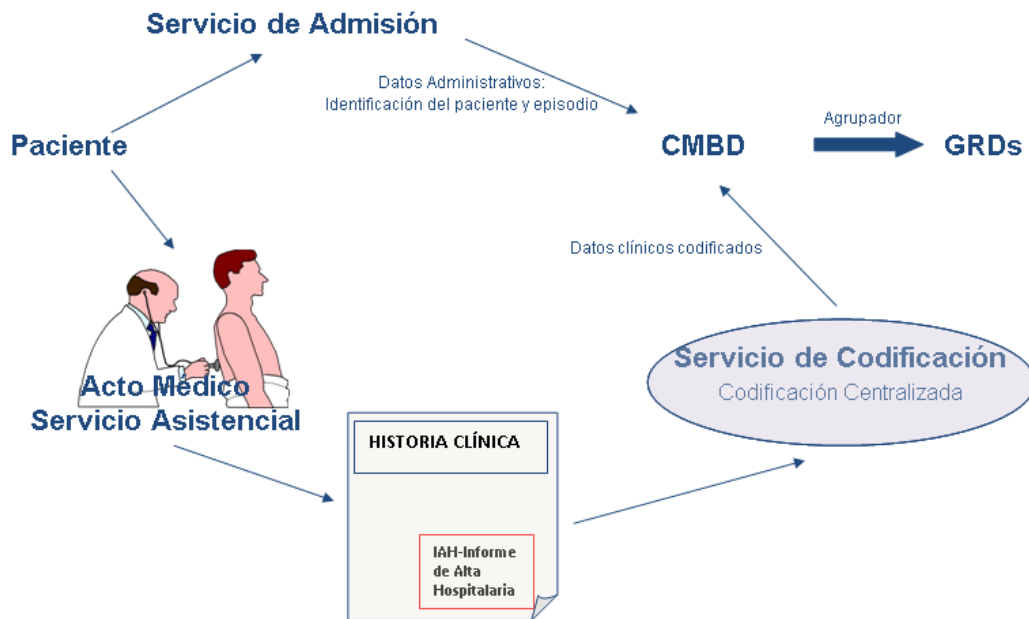 Servicio de Admisión
Datos Administrativos:
Identificación del paciente y episodio
Paciente
CMBD
Agrupador
GRDs
Datos clínicos codificados
Acto Médico
Servicio Asistencial
Servicio de Codificación
Codificación Centralizada
HISTORIA CLÍNICA
IAH-Informe
de Alta
Hospitalaria